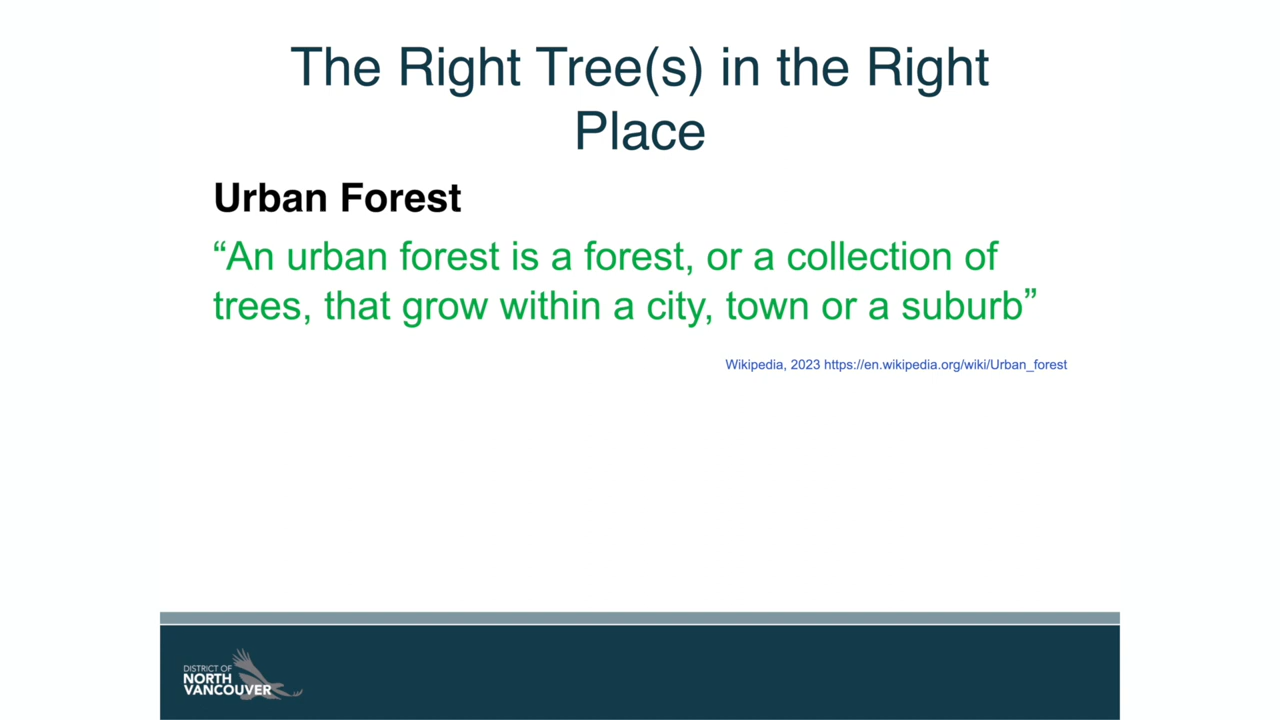 The Right Tree(s) in the Right
Place
Urban Forest
“An urban forest is a forest, or a collection of
trees, that grow within a city, town or a suburb”
Wikipedia, 2023 https://en.wikipedia.org/wiki/Urban_forest
DISTRICT OF
NORTH
VANCOUVER